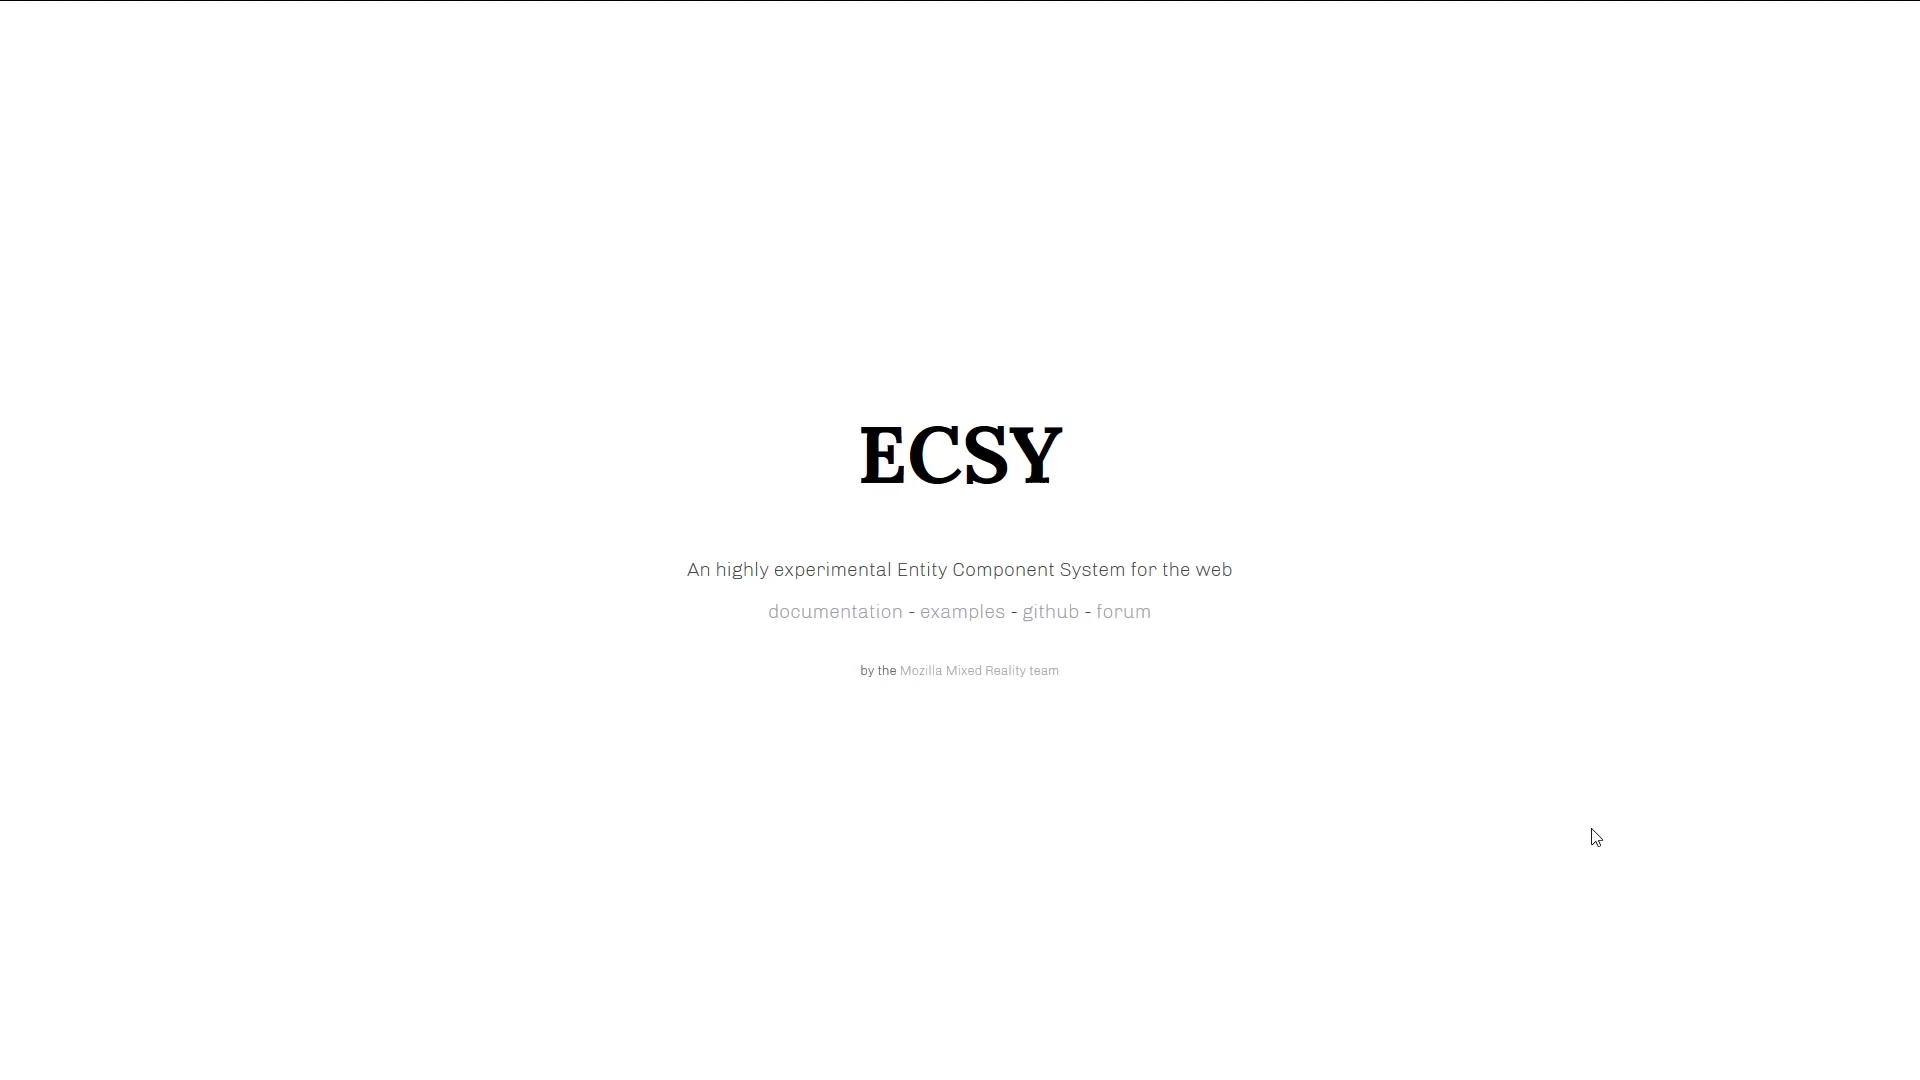 ECSY
An highly experimental Entity Component System for the web
documentation - examples - github - forum
by the Mozilla Mixed Reality team